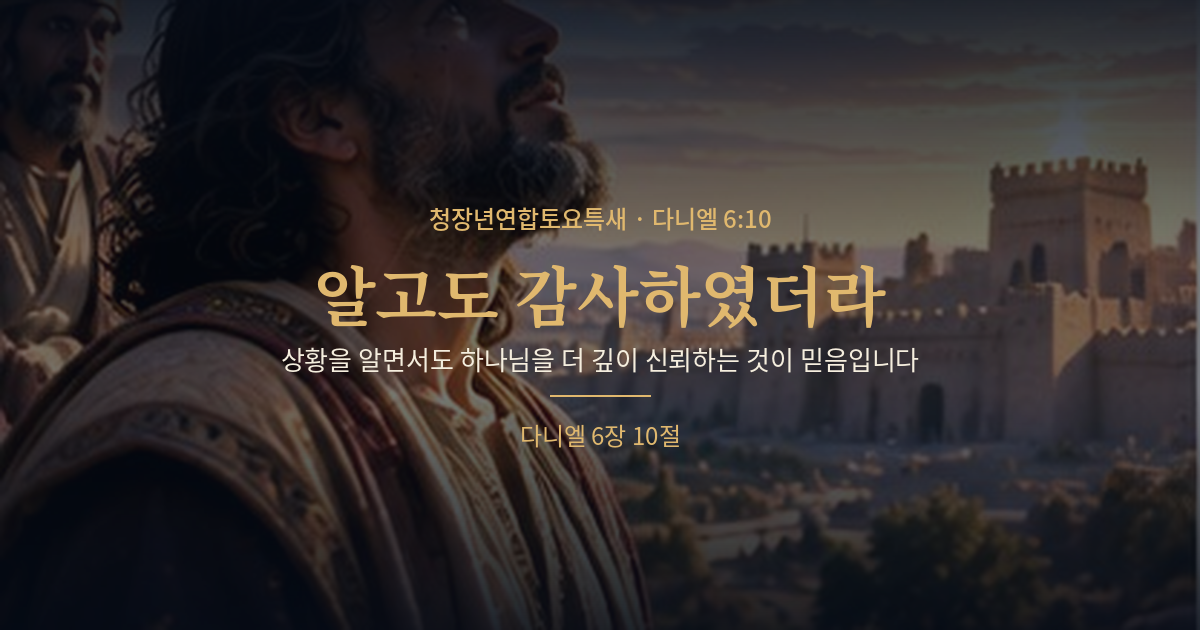 청장년연합토요특새 · 다니엘 6:10
알고도 감사하였더라
상황을 알면서도 하나님을 더 깊이 신뢰하는 것이 믿음입니다
다니엘 6장 10절